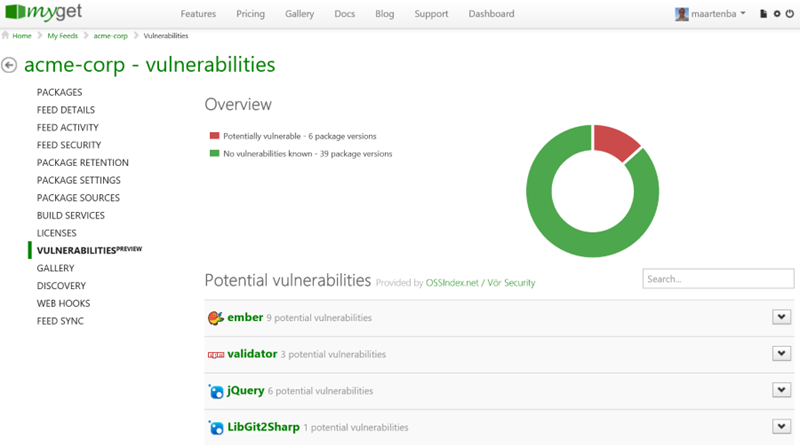 myget
Features
Pricing
Gallery
Docs
Blog
Support
Dashboard
maartenba
Home
My Feeds
acme-corp
Vulnerabilities
acme-corp - vulnerabilities
PACKAGES
FEED DETAILS
FEED ACTIVITY
FEED SECURITY
PACKAGE RETENTION
PACKAGE SETTINGS
PACKAGE SOURCES
BUILD SERVICES
LICENSES
VULNERABILITIES PREVIEW
GALLERY
DISCOVERY
WEB HOOKS
FEED SYNC
Overview
Potentially vulnerable - 6 package versions
No vulnerabilities known - 39 package versions
Potential vulnerabilities Provided by OSSIndex.net / Vör Security
Search...
ember 9 potential vulnerabilities
npm validator 3 potential vulnerabilities
jQuery 6 potential vulnerabilities
LibGit2Sharp 1 potential vulnerabilities